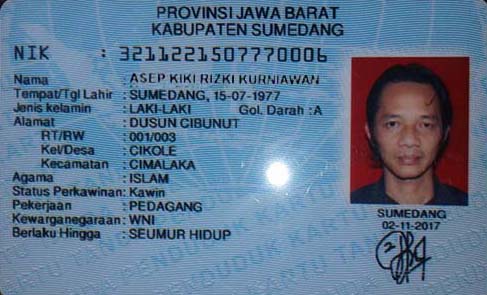 PROVINSI JAWA BARAT
KABUPATEN SUMEDANG
NIK : 3211221507770006
Nama : ASEP KIKI RIZKI KURNIAWAN
Tempat/Tgl Lahir : SUMEDANG, 15-07-1977
Jenis kelamin : LAKI-LAKI Gol. Darah : A
Alamat : DUSUN CIBUNUT
RT/RW : 001/003
Kel/Desa : CIKOLE
Kecamatan : CIMALAKA
Agama : ISLAM
Status Perkawinan: Kawin
Pekerjaan : PEDAGANG
Kewarganegaraan: WNI
Berlaku Hingga : SEUMUR HIDUP
SUMEDANG
02-11-2017